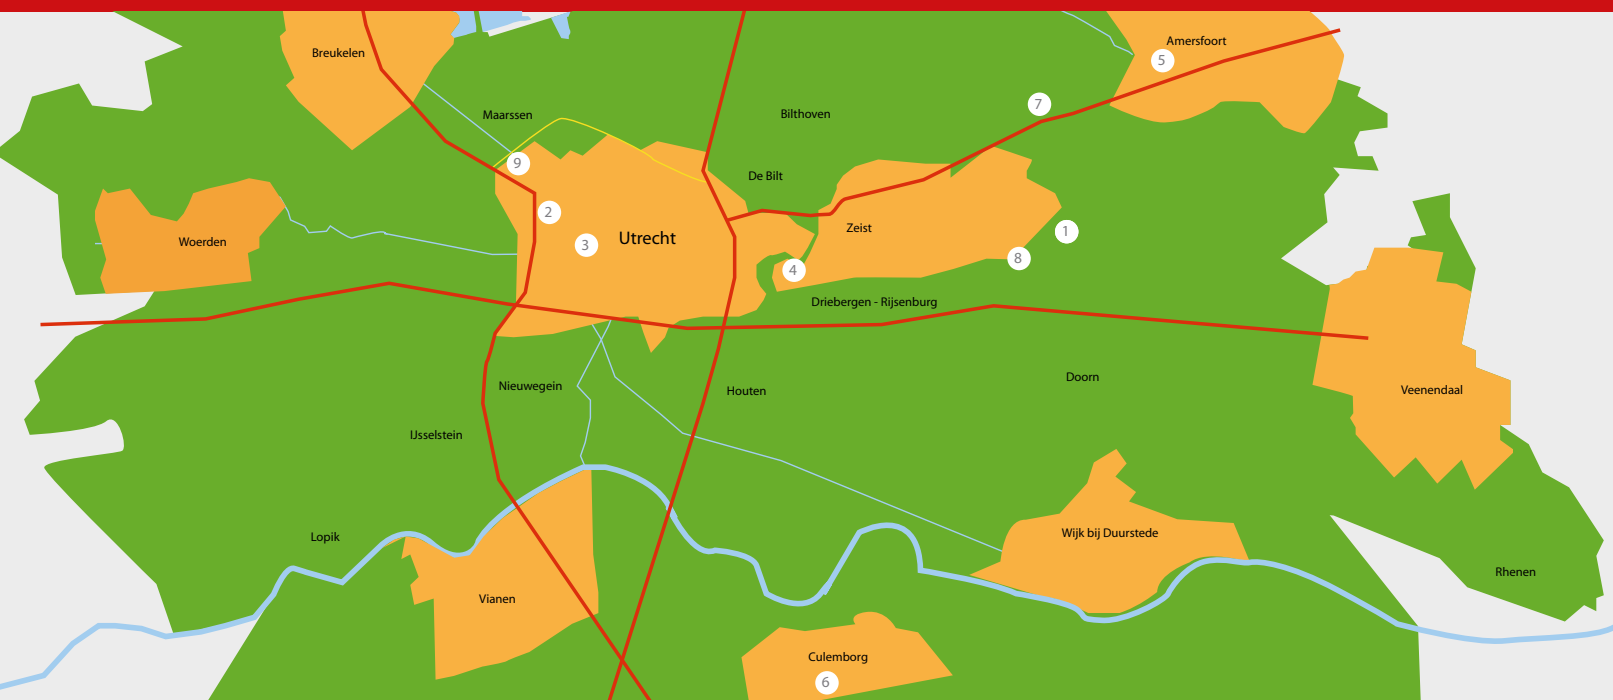 Amersfoort
Breukelen
5
7
Maarssen
Bilthoven
9
De Bilt
2
Zeist
1
Woerden
3
Utrecht
8
4
Driebergen - Rijsenburg
Nieuwegein
Houten
Doorn
Veenendaal
IJsselstein
Lopik
Wijk bij Duurstede
Rhenen
Vianen
Culemborg
6